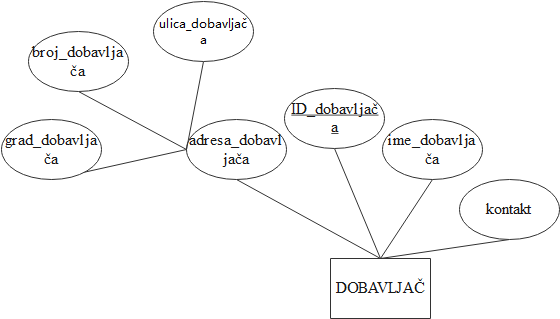 ulica_dobavljač
a
broj_dobavlja
ča
ID_dobavljač
a
grad_dobavlja
ča
adresa_dobavl
jača
ime_dobavlja
ča
kontakt
DOBAVLJAČ